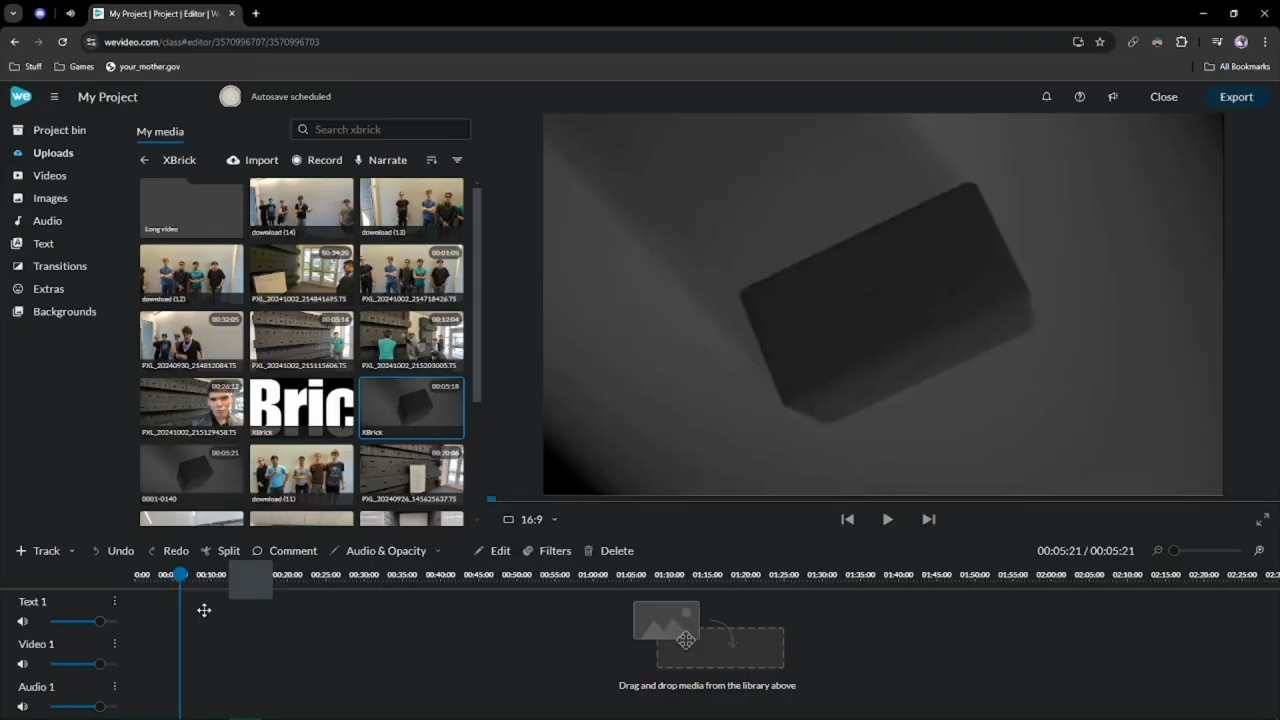 My Project | Project | Editor | W
wevideo.com/class#editor/3570996707/3570996703
Stuff
Games
your_mother.gov
All Bookmarks
we
My Project
Autosave scheduled
Close
Export
Project bin
Uploads
Videos
Images
Audio
Text
Transitions
Extras
Backgrounds
My media
Search xbrick
XBrick
Import
Record
Narrate
Long video
download (14)
download (13)
download (12)
00:34:20
PXL_20241002_214841695.TS
00:01:05
PXL_20241002_214718426.TS
00:32:05
PXL_20240930_214812084.TS
00:05:14
PXL_20241002_215115606.TS
00:12:04
PXL_20241002_215203005.TS
00:26:12
PXL_20241002_215129458.TS
Bric
XBrick
00:05:18
XBrick
00:05:21
0001-0140
download (11)
00:20:06
PXL_20240926_145625637.TS
16:9
Track
Undo
Redo
Split
Comment
Audio & Opacity
Edit
Filters
Delete
00:05:21 / 00:05:21
0:00
00:10:00
00:20:00
00:25:00
00:30:00
00:35:00
00:40:00
00:45:00
00:50:00
00:55:00
01:00:00
01:05:00
01:10:00
01:15:00
01:20:00
01:25:00
01:30:00
01:35:00
01:40:00
01:45:00
01:50:00
01:55:00
02:00:00
02:05:00
02:10:00
02:15:00
02:20:00
02:25:00
Text 1
Video 1
Audio 1
Drag and drop media from the library above